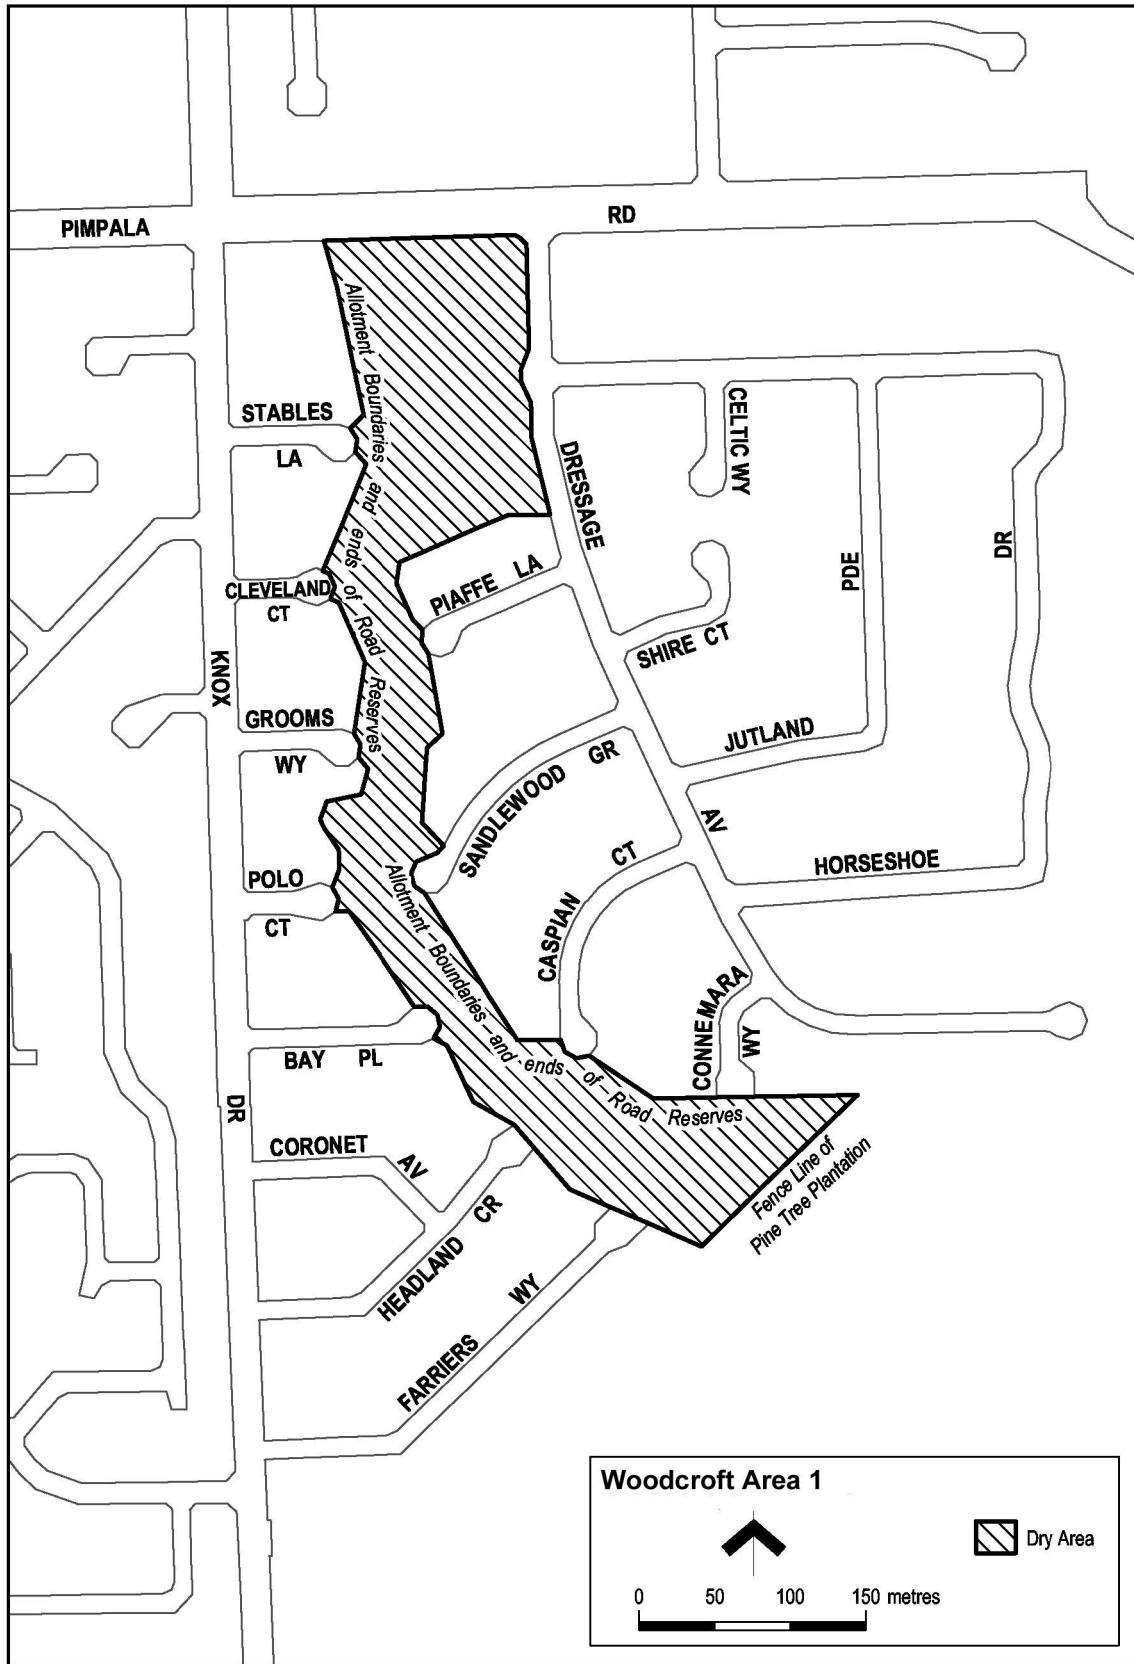 PIMPALA
RD
Allotment Boundaries and ends of Road Reserves
STABLES
LA
CELTIC WY
DRESSAGE
CLEVELAND
CT
PIAFFE LA
PDE
DR
SHIRE CT
KNOX
GROOMS
WY
JUTLAND
SANDLEWOOD GR
AV
HORSESHOE
POLO
CT
Allotment Boundaries and ends of Road Reserves
CASPIAN CT
CONNEMARA
WY
BAY PL
DR
CORONET
AV
HEADLAND CR
Fence Line of
Pine Tree Plantation
FARRIERS WY
Woodcroft Area 1
Dry Area
0 50 100 150 metres